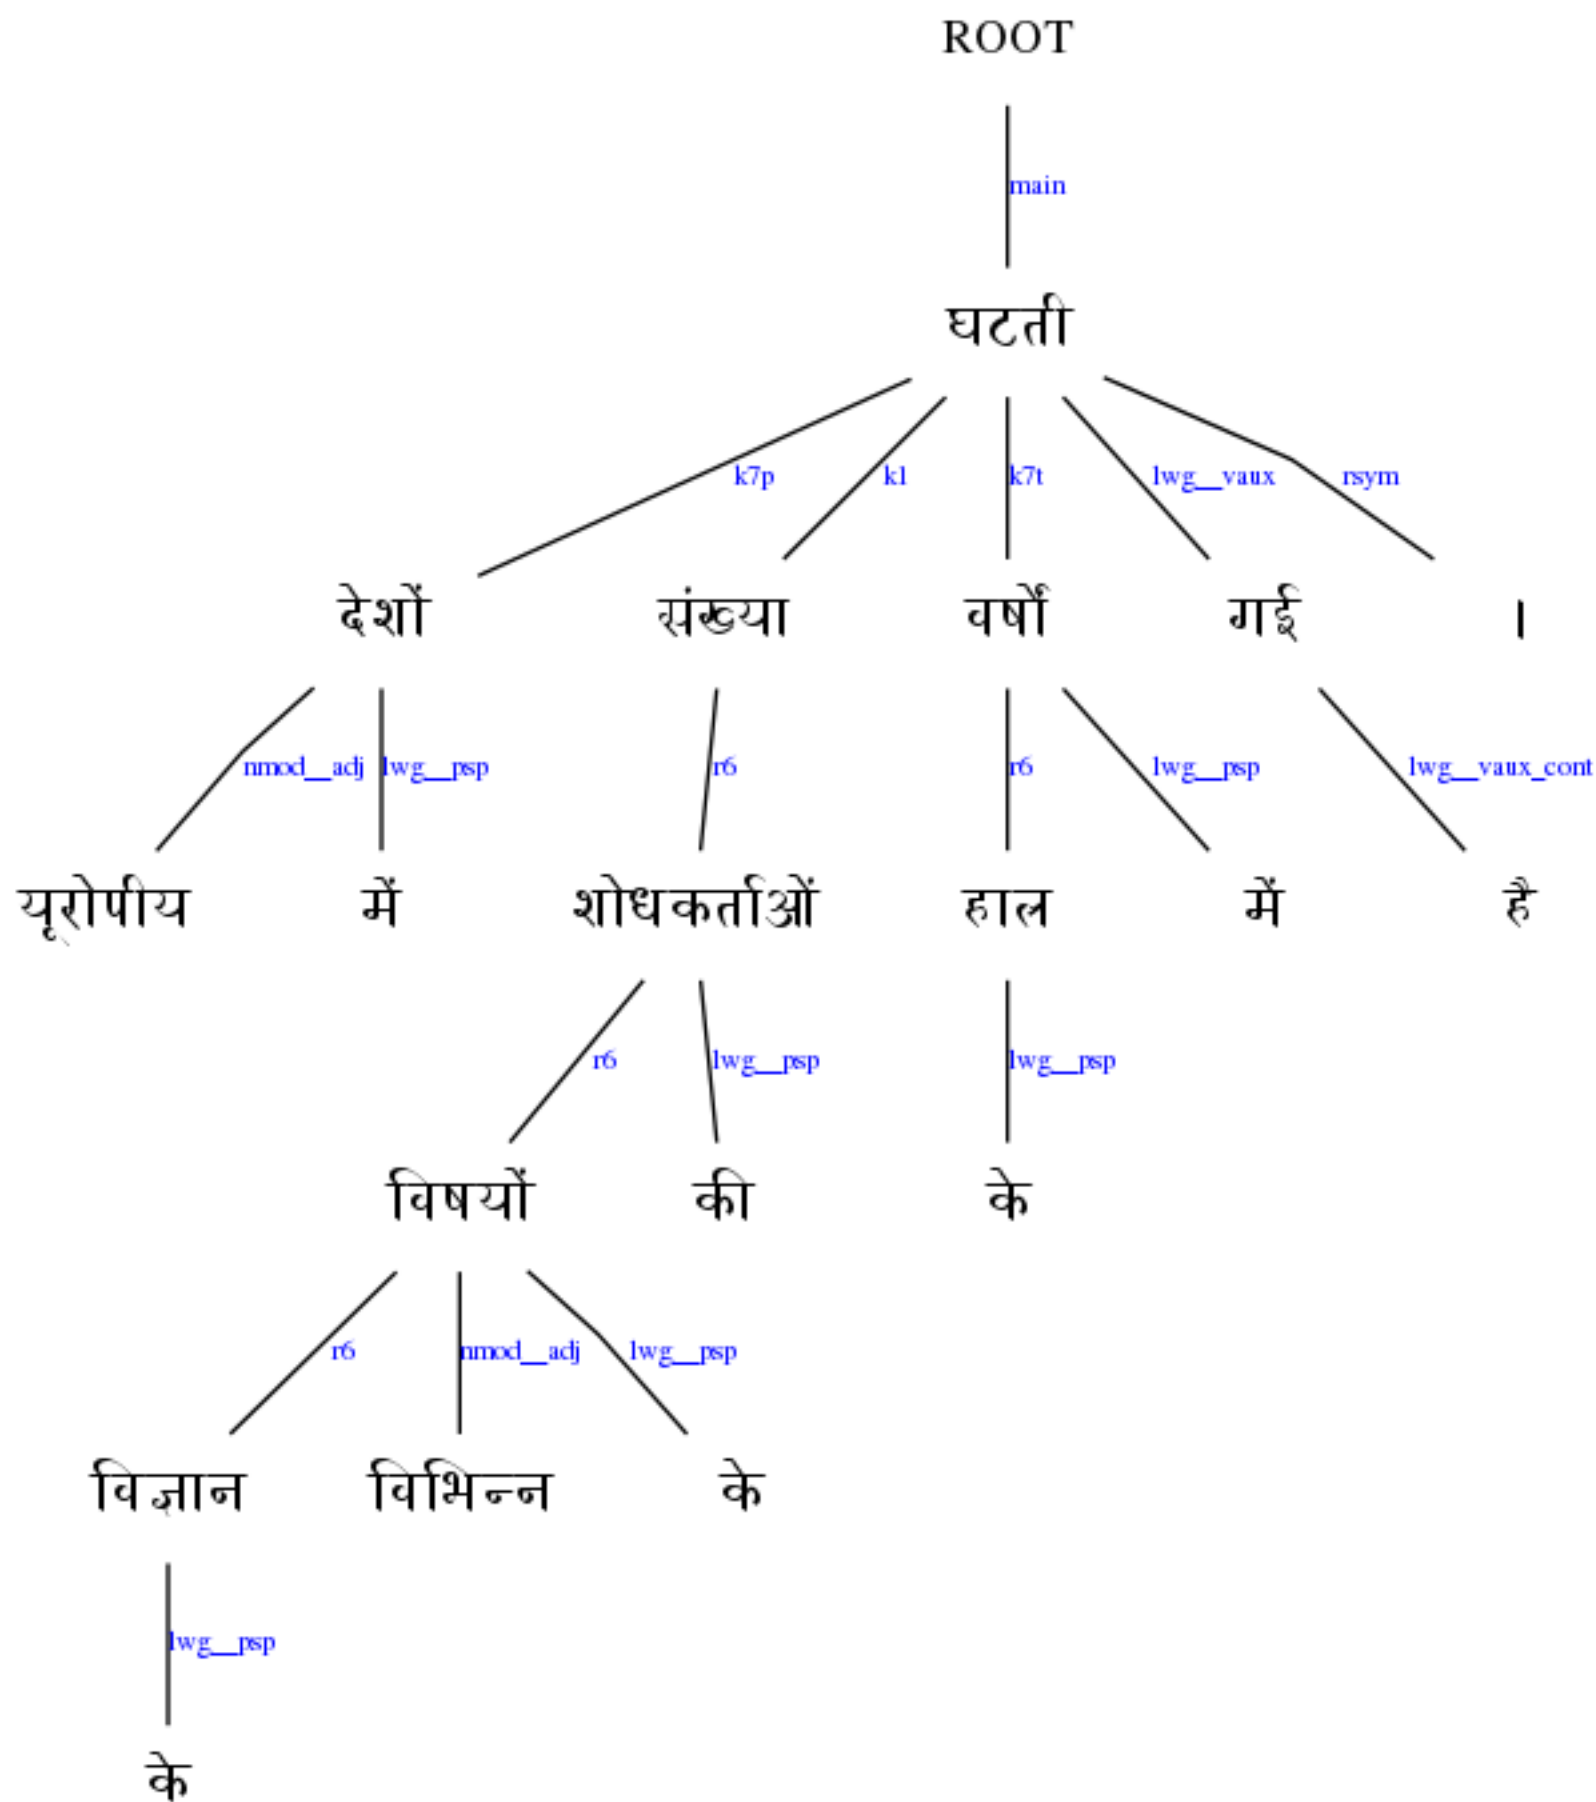 ROOT
main
घटती
k7p k1 k7t lwg__vaux rsym
देशों संख्या वर्षों गई ।
nmod__adj lwg__psp r6 r6 lwg__psp lwg__vaux_cont
यूरोपीय में शोधकर्ताओं हाल में है
r6 lwg__psp lwg__psp
विषयों की के
r6 nmod__adj lwg__psp
विज्ञान विभिन्न के
lwg__psp
के